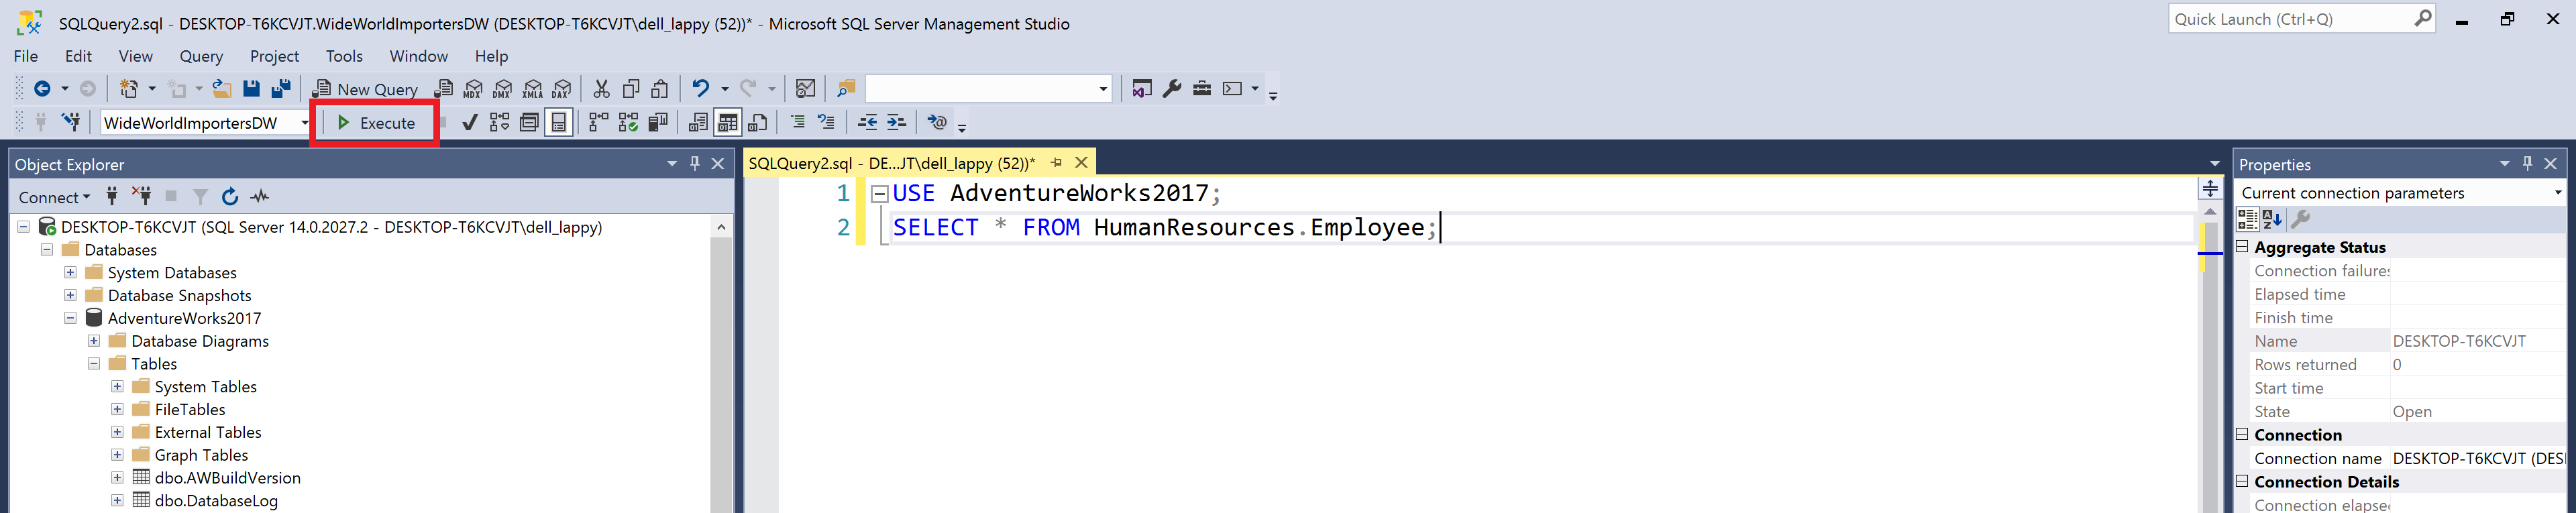 SQLQuery2.sql - DESKTOP-T6KCVJT.WideWorldImportersDW (DESKTOP-T6KCVJT\dell_lappy (52))* - Microsoft SQL Server Management Studio
Quick Launch (Ctrl+Q)
File Edit View Query Project Tools Window Help
New Query MDX DMX XMLA DAX
WideWorldImportersDW Execute
Object Explorer
Connect
DESKTOP-T6KCVJT (SQL Server 14.0.2027.2 - DESKTOP-T6KCVJT\dell_lappy)
Databases
System Databases
Database Snapshots
AdventureWorks2017
Database Diagrams
Tables
System Tables
FileTables
External Tables
Graph Tables
dbo.AWBuildVersion
dbo.DatabaseLog
SQLQuery2.sql - DE...JT\dell_lappy (52))*
1 USE AdventureWorks2017;
2 SELECT * FROM HumanResources.Employee;
Properties
Current connection parameters
Aggregate Status
Connection failures
Elapsed time
Finish time
Name DESKTOP-T6KCVJT
Rows returned 0
Start time
State Open
Connection
Connection name DESKTOP-T6KCVJT (DES
Connection Details
Connection elapse